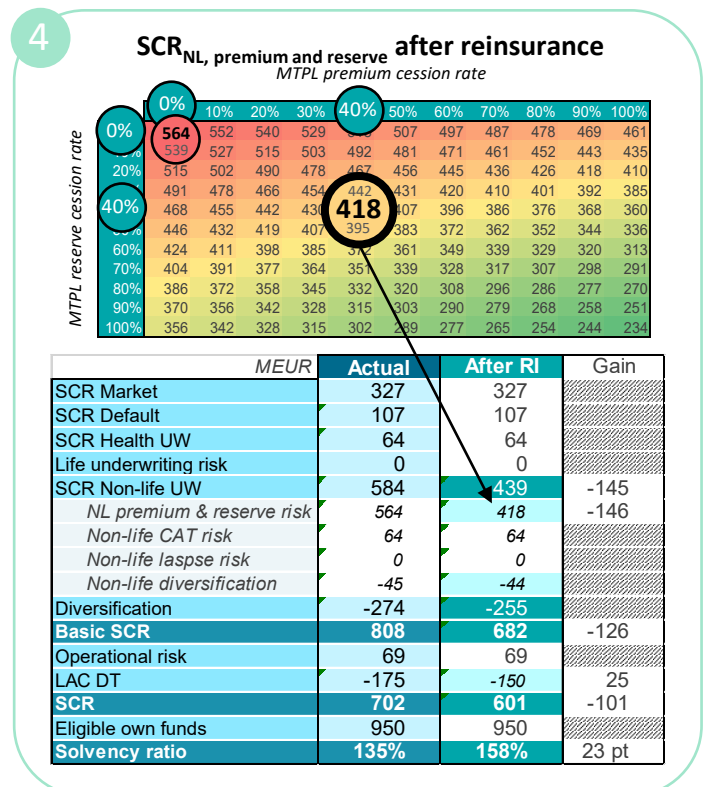 4
SCR NL, premium and reserve after reinsurance
MTPL premium cession rate
MTPL reserve cession rate
0% 10% 20% 30% 40% 50% 60% 70% 80% 90% 100%
0% 564 552 540 529 507 497 487 478 469 461
539 527 515 503 492 481 471 461 452 443 435
20% 515 502 490 478 467 456 445 436 426 418 410
491 478 466 454 442 431 420 410 401 392 385
40% 468 455 442 430 418 407 396 386 376 368 360
446 432 419 407 395 383 372 362 352 344 336
60% 424 411 398 385 372 361 349 339 329 320 313
70% 404 391 377 364 351 339 328 317 307 298 291
80% 386 372 358 345 332 320 308 296 286 277 270
90% 370 356 342 328 315 303 290 279 268 258 251
100% 356 342 328 315 302 289 277 265 254 244 234
MEUR Actual After RI Gain
SCR Market 327 327
SCR Default 107 107
SCR Health UW 64 64
Life underwriting risk 0 0
SCR Non-life UW 584 439 -145
NL premium & reserve risk 564 418 -146
Non-life CAT risk 64 64
Non-life laspse risk 0 0
Non-life diversification -45 -44
Diversification -274 -255
Basic SCR 808 682 -126
Operational risk 69 69
LAC DT -175 -150 25
SCR 702 601 -101
Eligible own funds 950 950
Solvency ratio 135% 158% 23 pt